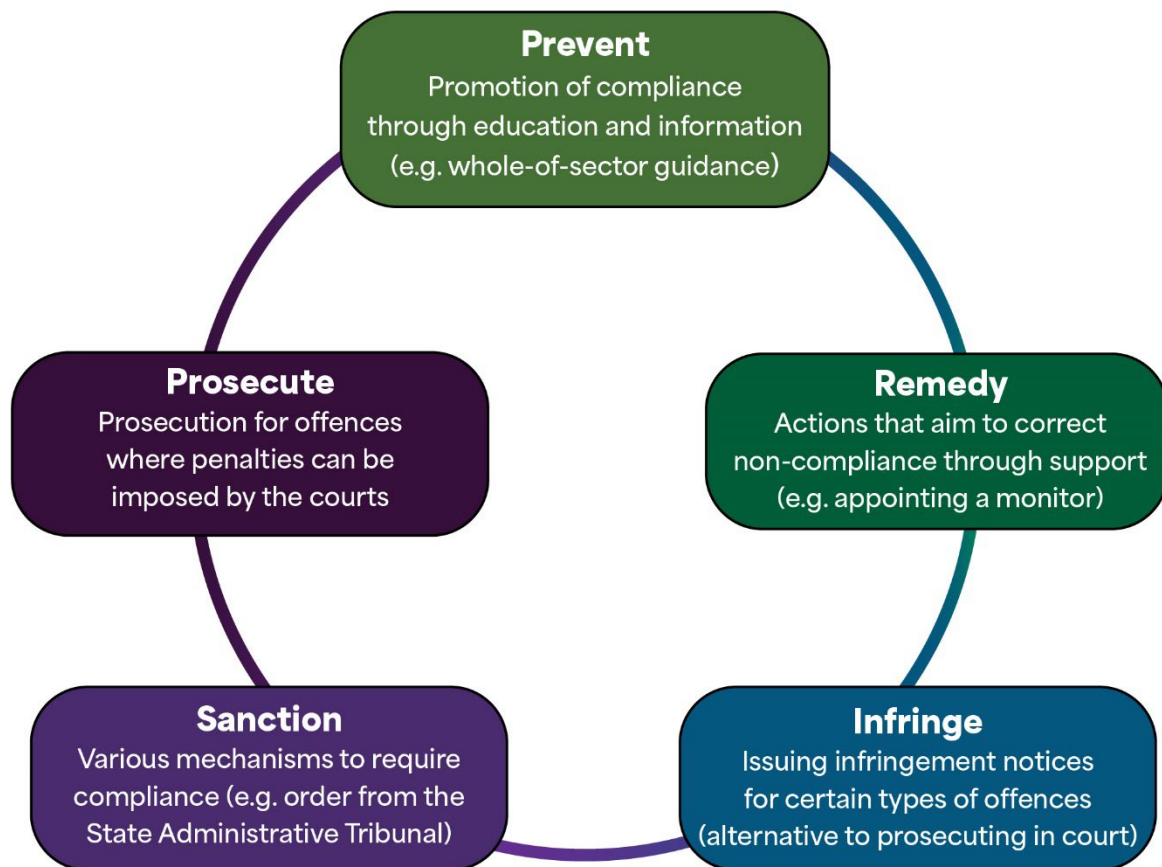 Prevent
Promotion of compliance
through education and information
(e.g. whole-of-sector guidance)
Remedy
Actions that aim to correct
non-compliance through support
(e.g. appointing a monitor)
Infringe
Issuing infringement notices
for certain types of offences
(alternative to prosecuting in court)
Sanction
Various mechanisms to require
compliance (e.g. order from the
State Administrative Tribunal)
Prosecute
Prosecution for offences
where penalties can be
imposed by the courts